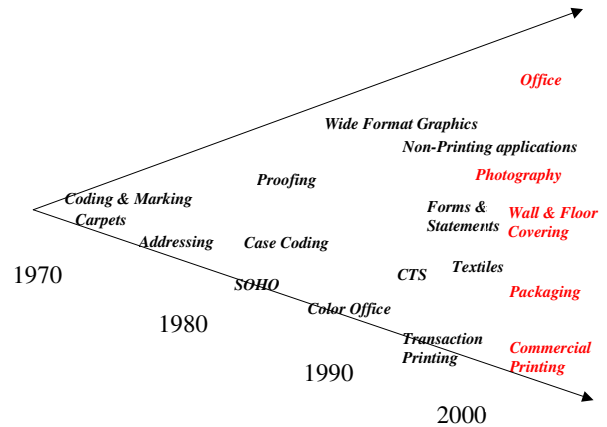 Office
Wide Format Graphics
Non-Printing applications
Photography
Proofing
Coding & Marking
Carpets
Forms &
Statements
Wall & Floor
Covering
Addressing
Case Coding
1970
SOHO
CTS
Textiles
Packaging
Color Office
1980
Transaction
Printing
Commercial
Printing
1990
2000